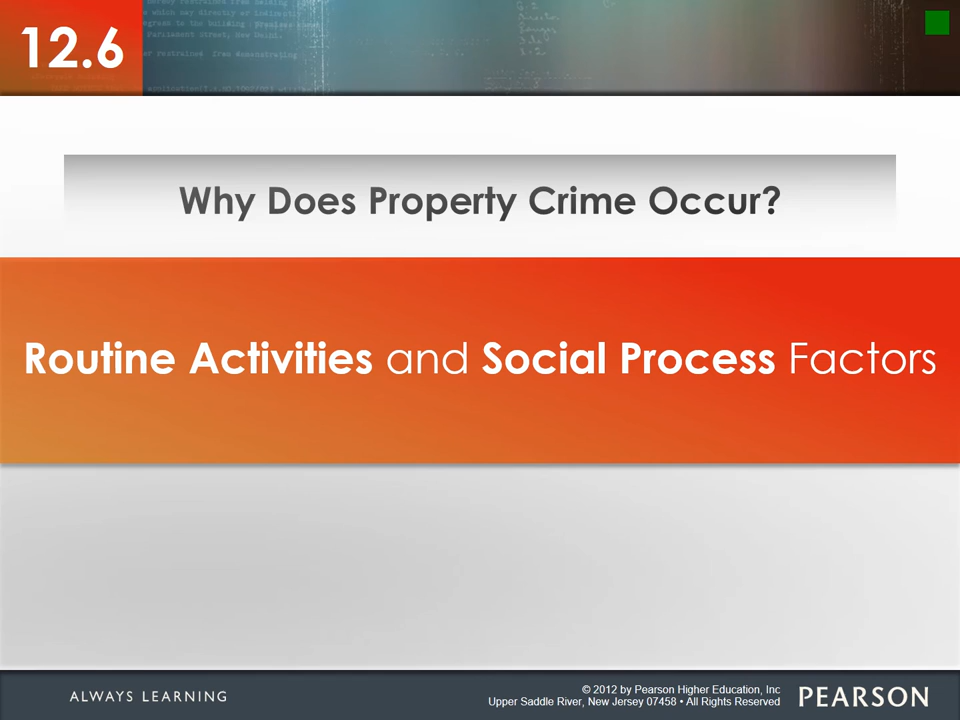 12.6
Why Does Property Crime Occur?
Routine Activities and Social Process Factors
ALWAYS LEARNING
© 2012 by Pearson Higher Education, Inc
Upper Saddle River, New Jersey 07458 • All Rights Reserved
PEARSON